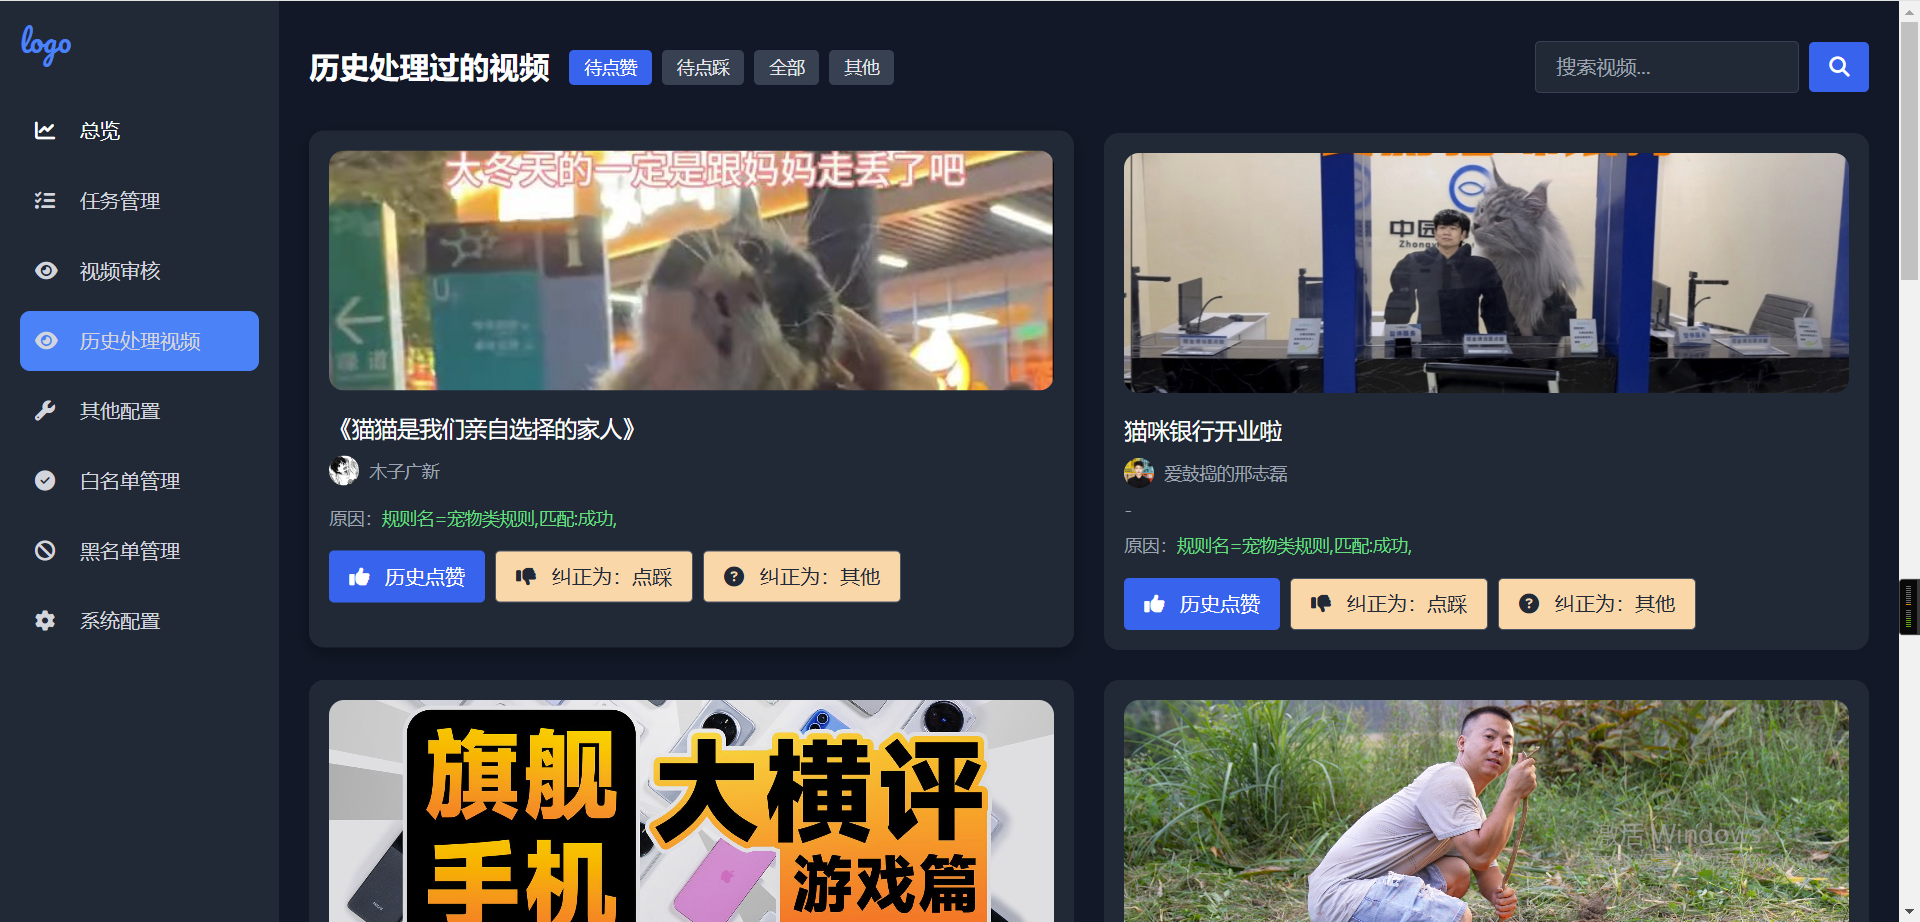 logo
总览
任务管理
视频审核
历史处理视频
其他配置
白名单管理
黑名单管理
系统配置
历史处理过的视频
待点赞
待点踩
全部
其他
搜索视频...
大冬天的一定是跟妈妈走丢了吧
《猫猫是我们亲自选择的家人》
木子广新
原因：规则名=宠物类规则,匹配:成功,
历史点赞
纠正为：点踩
纠正为：其他
猫咪银行开业啦
爱鼓捣的邢志磊
-
原因：规则名=宠物类规则,匹配:成功,
历史点赞
纠正为：点踩
纠正为：其他
旗舰
手机
大横评
游戏篇
激活 Windows